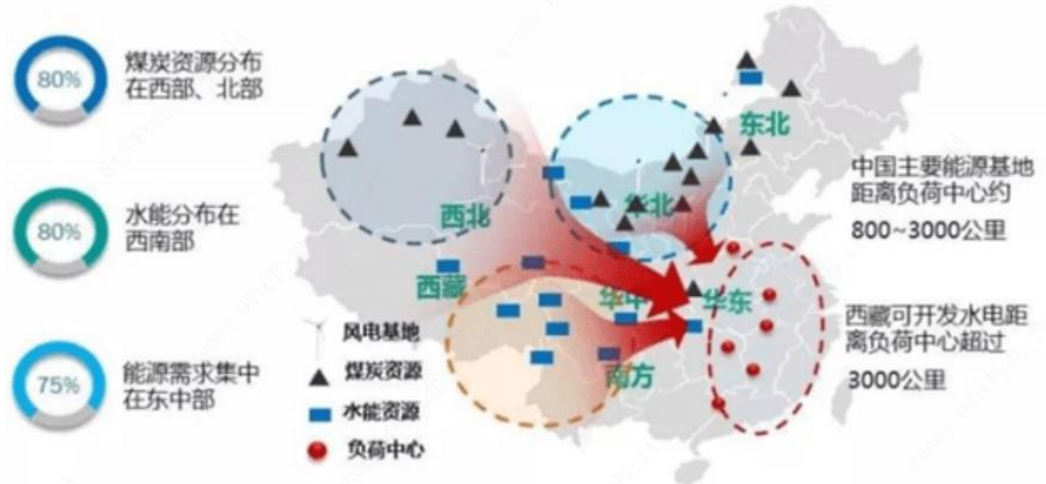 80%
煤炭资源分布
在西部、北部
80%
水能分布在
西南部
75%
能源需求集中
在东中部
东北
华北
西北
西藏
华中
华东
南方
风电基地
煤炭资源
水能资源
负荷中心
中国主要能源基地
距离负荷中心约
800~3000公里
西藏可开发水电距
离负荷中心超过
3000公里